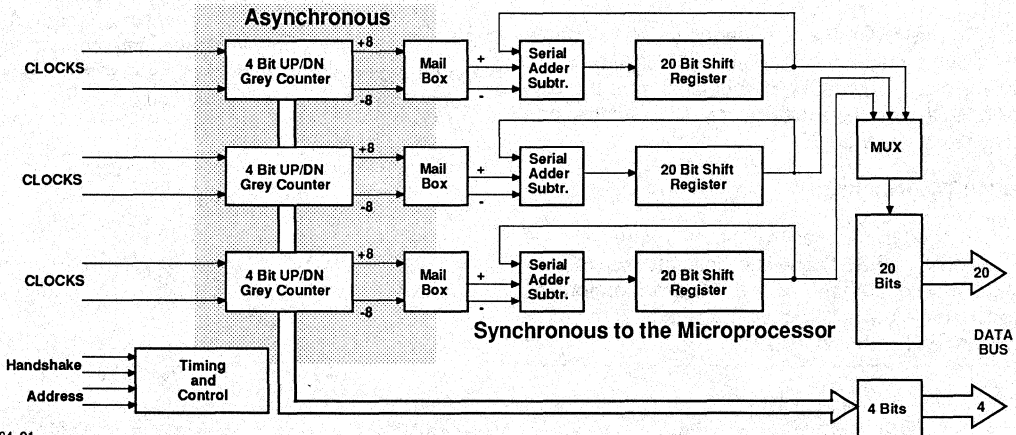 Asynchronous
CLOCKS
4 Bit UP/DN
Grey Counter
+8
-8
Mail
Box
+
-
Serial
Adder
Subtr.
20 Bit Shift
Register
MUX
CLOCKS
4 Bit UP/DN
Grey Counter
+8
-8
Mail
Box
+
-
Serial
Adder
Subtr.
20 Bit Shift
Register
CLOCKS
4 Bit UP/DN
Grey Counter
+8
-8
Mail
Box
+
-
Serial
Adder
Subtr.
20 Bit Shift
Register
20
Bits
20
Synchronous to the Microprocessor
DATA
BUS
Handshake
Address
Timing
and
Control
4 Bits
4